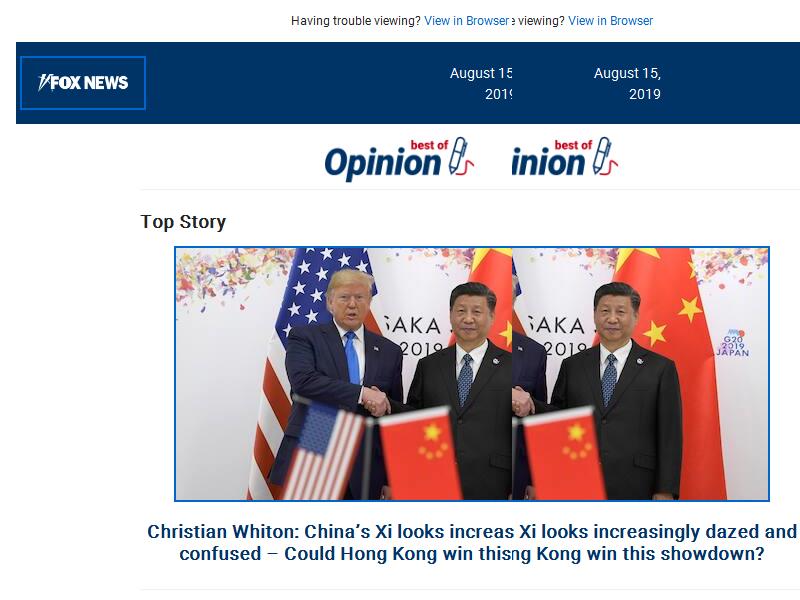 Having trouble viewing? View in Browser e viewing? View in Browser
FOX NEWS
August 15 August 15,
2019 2019
best of best of
Opinion inion
Top Story
SAKA SAKA
2019 2019
G20
2019
JAPAN
Christian Whiton: China's Xi looks increas Xi looks increasingly dazed and
confused – Could Hong Kong win thisng Kong win this showdown?